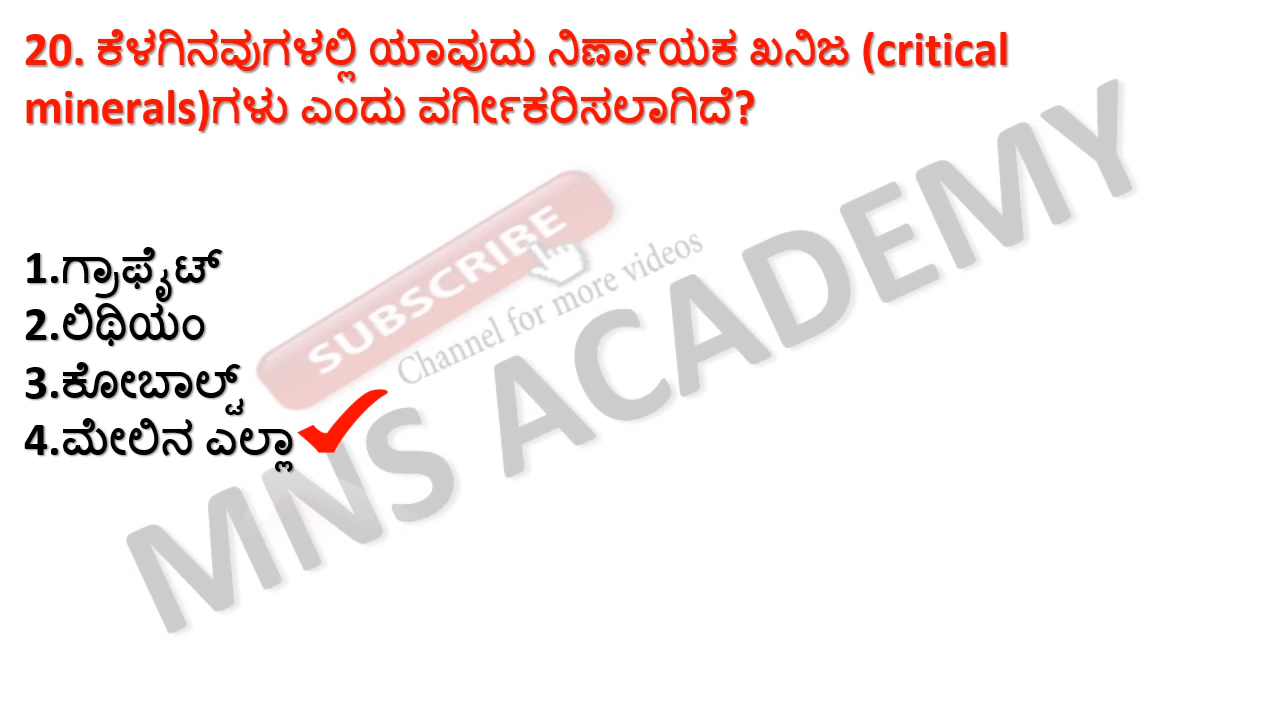 20. ಕೆಳಗಿನವುಗಳಲ್ಲಿ ಯಾವುದು ನಿರ್ಣಾಯಕ ಖನಿಜ (critical
minerals)ಗಳು ಎಂದು ವರ್ಗೀಕರಿಸಲಾಗಿದೆ?
1.ಗ್ರಾಫೈಟ್
2.ಲಿಥಿಯಂ
3.ಕೋಬಾಲ್ಟ್
4.ಮೇಲಿನ ಎಲ್ಲಾ
SUBSCRIBE
Channel for more videos
MNS ACADEMY